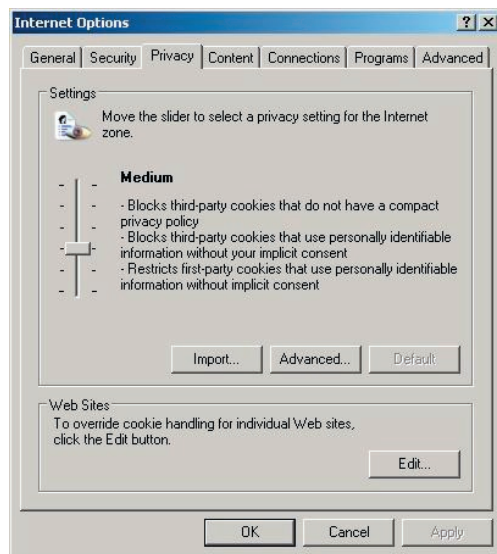 Internet Options
General Security Privacy Content Connections Programs Advanced
Settings
Move the slider to select a privacy setting for the Internet
zone.
Medium
- Blocks third-party cookies that do not have a compact
privacy policy
- Blocks third-party cookies that use personally identifiable
information without your implicit consent
- Restricts first-party cookies that use personally identifiable
information without implicit consent
Import... Advanced... Default
Web Sites
To override cookie handling for individual Web sites,
click the Edit button.
Edit...
OK Cancel Apply